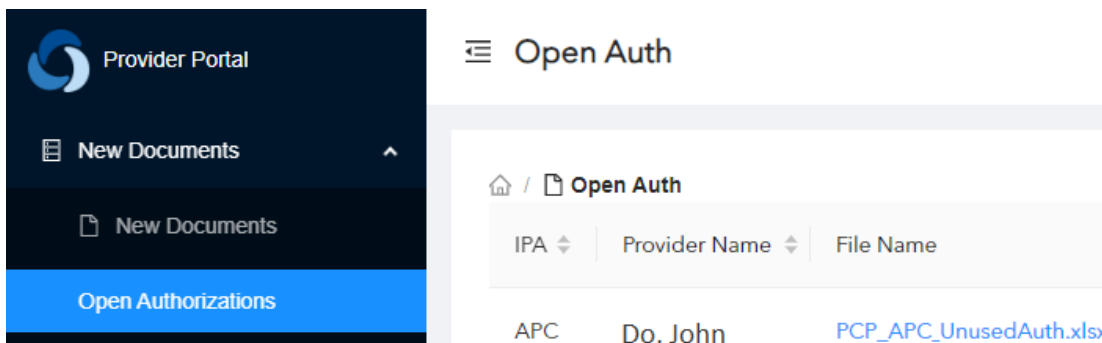 Provider Portal
Open Auth
New Documents
New Documents
Open Authorizations
/ Open Auth
IPA Provider Name File Name
APC Do, John PCP_APC_UnusedAuth.xlsx